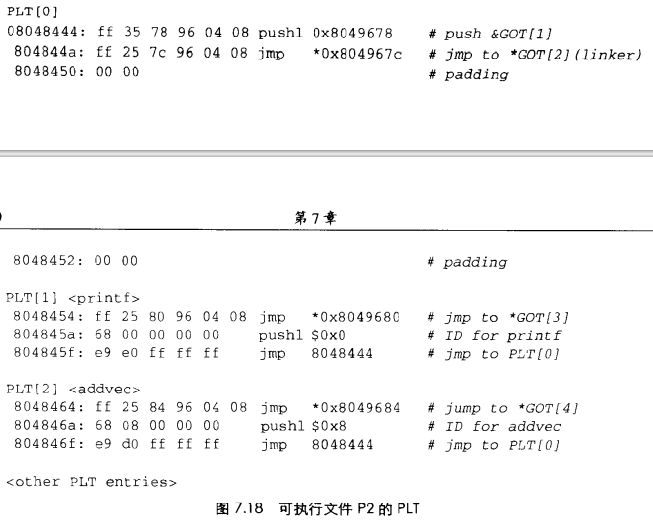 PLT[0]
08048444: ff 35 78 96 04 08 pushl 0x8049678 # push &GOT[1]
804844a: ff 25 7c 96 04 08 jmp *0x804967c # jmp to *GOT[2](linker)
8048450: 00 00 # padding
第7章
8048452: 00 00 # padding
PLT[1] <printf>
8048454: ff 25 80 96 04 08 jmp *0x8049680 # jmp to *GOT[3]
804845a: 68 00 00 00 00 pushl $0x0 # ID for printf
804845f: e9 e0 ff ff ff jmp 8048444 # jmp to PLT[0]
PLT[2] <addvec>
8048464: ff 25 84 96 04 08 jmp *0x8049684 # jump to *GOT[4]
804846a: 68 08 00 00 00 pushl $0x8 # ID for addvec
804846f: e9 d0 ff ff ff jmp 8048444 # jmp to PLT[0]
<other PLT entries>
图 7.18 可执行文件 P2 的 PLT